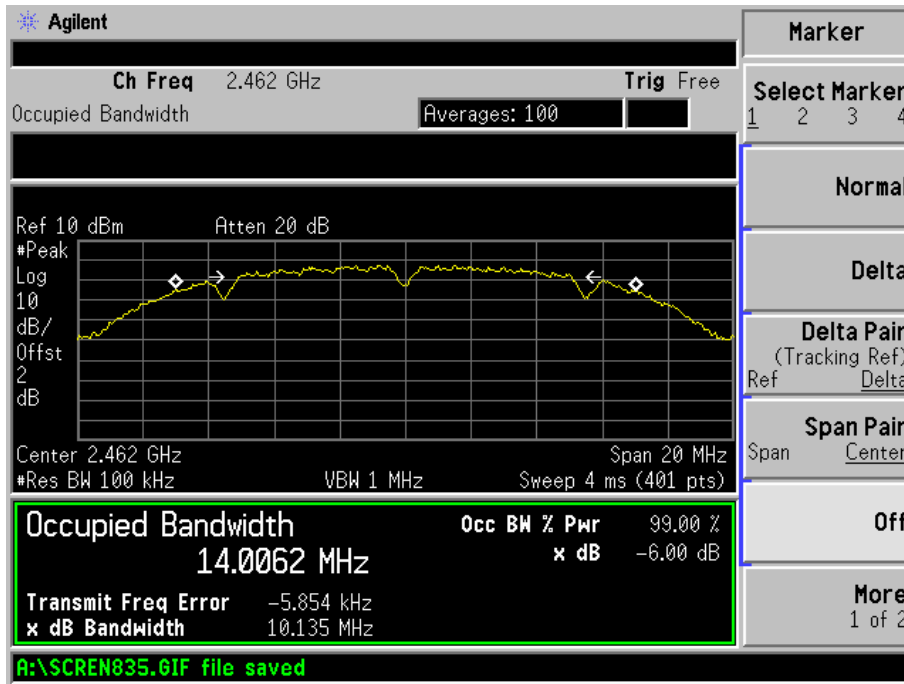 Agilent
Ch Freq 2.462 GHz Trig Free
Occupied Bandwidth Averages: 100
Ref 10 dBm Atten 20 dB
#Peak
Log
10
dB/
Offst
2
dB
Center 2.462 GHz Span 20 MHz
#Res BW 100 kHz VBW 1 MHz Sweep 4 ms (401 pts)
Occupied Bandwidth
14.0062 MHz
Occ BW % Pwr 99.00 %
x dB -6.00 dB
Transmit Freq Error -5.854 kHz
x dB Bandwidth 10.135 MHz
A:\SCREN835.GIF file saved
Marker
Select Marker
1 2 3 4
Normal
Delta
Delta Pair
(Tracking Ref)
Ref Delta
Span Pair
Span Center
Off
More
1 of 2